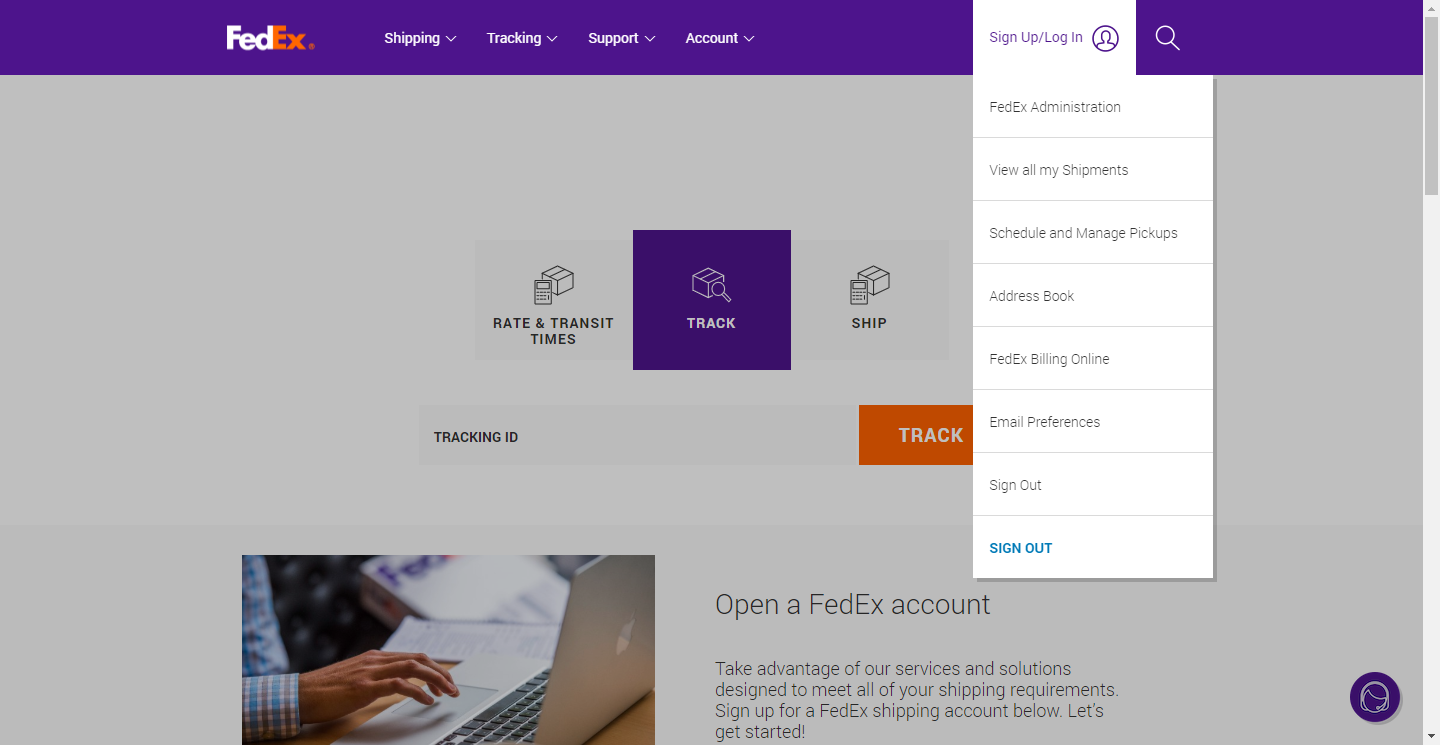 FedEx
Shipping
Tracking
Support
Account
Sign Up/Log In
FedEx Administration
View all my Shipments
Schedule and Manage Pickups
Address Book
FedEx Billing Online
Email Preferences
Sign Out
SIGN OUT
RATE & TRANSIT
TIMES
TRACK
SHIP
TRACKING ID
TRACK
Open a FedEx account
Take advantage of our services and solutions
designed to meet all of your shipping requirements.
Sign up for a FedEx shipping account below. Let's
get started!